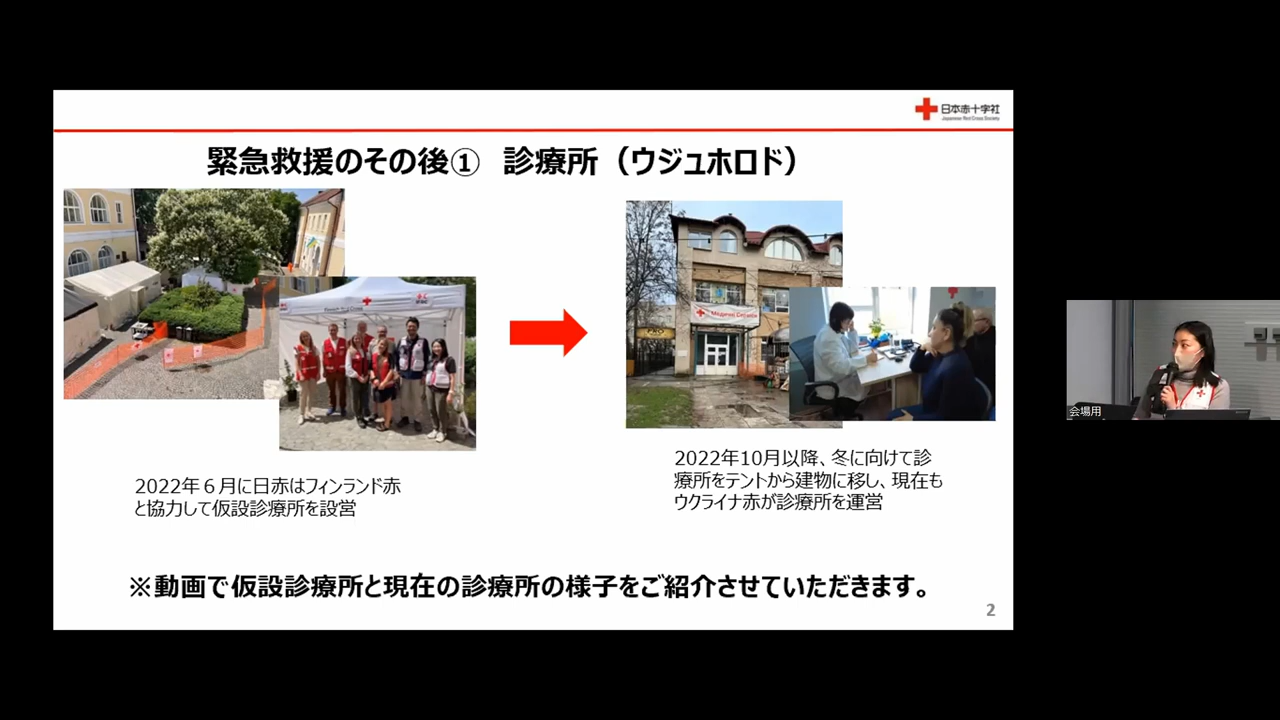 日本赤十字社
Japanese Red Cross Society
緊急救援のその後① 診療所（ウジュホロド）
2022年６月に日赤はフィンランド赤
と協力して仮設診療所を設営
2022年10月以降、冬に向けて診
療所をテントから建物に移し、現在も
ウクライナ赤が診療所を運営
※動画で仮設診療所と現在の診療所の様子をご紹介させていただきます。
2
会場用